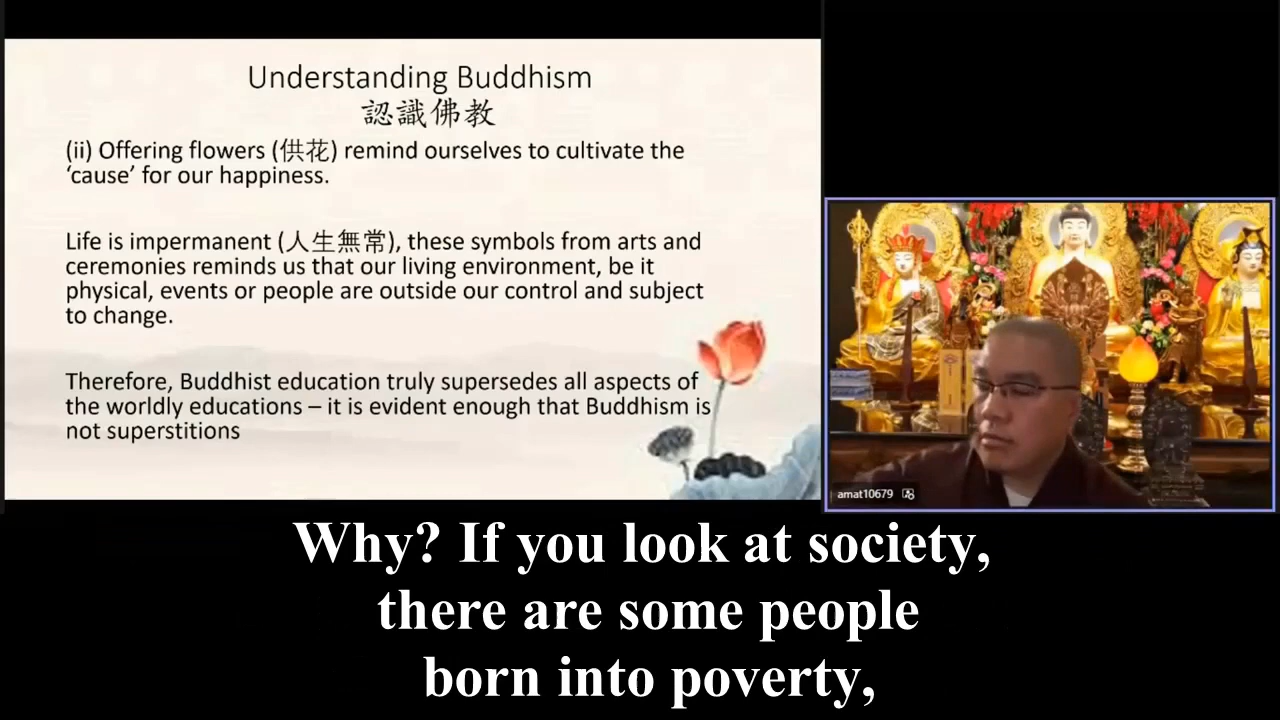 Understanding Buddhism
認識佛教
(ii) Offering flowers (供花) remind ourselves to cultivate the
‘cause’ for our happiness.
Life is impermanent (人生無常), these symbols from arts and
ceremonies reminds us that our living environment, be it
physical, events or people are outside our control and subject
to change.
Therefore, Buddhist education truly supersedes all aspects of
the worldly educations – it is evident enough that Buddhism is
not superstitions
amat10679
Why? If you look at society,
there are some people
born into poverty,